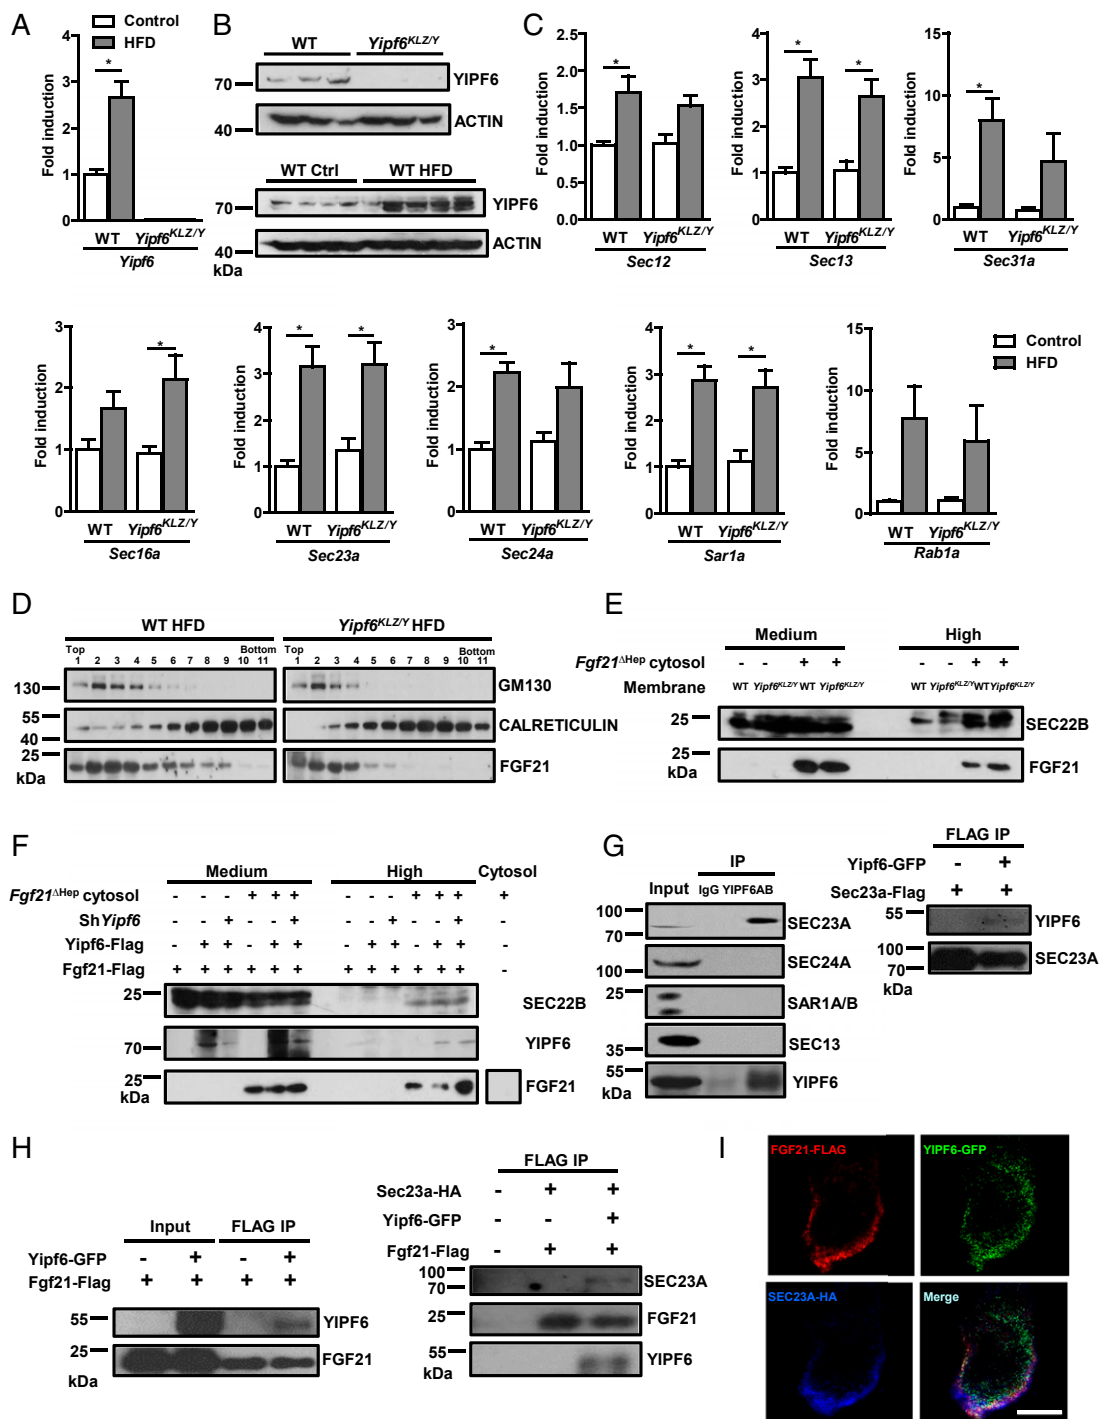 A
Control
HFD
Fold induction
4
3
2
1
0
*
WT Yipf6KLZ/Y
Yipf6
B
WT Yipf6KLZ/Y
70 YIPF6
40 ACTIN
WT Ctrl WT HFD
70 YIPF6
40 ACTIN
kDa
C
Fold induction
2.5
2.0
1.5
1.0
0.5
0.0
*
WT Yipf6KLZ/Y
Sec12
Fold induction
4
3
2
1
0
* *
WT Yipf6KLZ/Y
Sec13
Fold induction
15
10
5
0
*
WT Yipf6KLZ/Y
Sec31a
Fold induction
3
2
1
0
*
WT Yipf6KLZ/Y
Sec16a
Fold induction
4
3
2
1
0
* *
WT Yipf6KLZ/Y
Sec23a
Fold induction
3
2
1
0
*
WT Yipf6KLZ/Y
Sec24a
Fold induction
4
3
2
1
0
* *
WT Yipf6KLZ/Y
Sar1a
Fold induction
15
10
5
0
WT Yipf6KLZ/Y
Rab1a
Control
HFD
D
WT HFD Yipf6KLZ/Y HFD
Top Bottom Top Bottom
1 2 3 4 5 6 7 8 9 10 11 1 2 3 4 5 6 7 8 9 10 11
130 GM130
55
40 CALRETICULIN
25 FGF21
kDa
E
Medium High
Fgf21ΔHep cytosol - - + + - - + +
Membrane WT Yipf6KLZ/Y WT Yipf6KLZ/Y WT Yipf6KLZ/Y WT Yipf6KLZ/Y
25 SEC22B
25 FGF21
kDa
F
Medium High Cytosol
Fgf21ΔHep cytosol - - - + + + - - - + + + +
ShYipf6 - - + - - + - - + - - + -
Yipf6-Flag - + + - + + - + + - + + -
Fgf21-Flag + + + + + + + + + + + + -
25 SEC22B
70 YIPF6
25 FGF21
kDa
G
IP
Input IgG YIPF6AB
100
70 SEC23A
100 SEC24A
25 SAR1A/B
35 SEC13
55 YIPF6
kDa
FLAG IP
Yipf6-GFP - +
Sec23a-Flag + +
55 YIPF6
100
70 SEC23A
kDa
H
Input FLAG IP
Yipf6-GFP - + - +
Fgf21-Flag + + + +
55 YIPF6
25 FGF21
kDa
FLAG IP
Sec23a-HA - + +
Yipf6-GFP - - +
Fgf21-Flag - + +
100
70 SEC23A
25 FGF21
55 YIPF6
kDa
I
FGF21-FLAG
YIPF6-GFP
SEC23A-HA
Merge